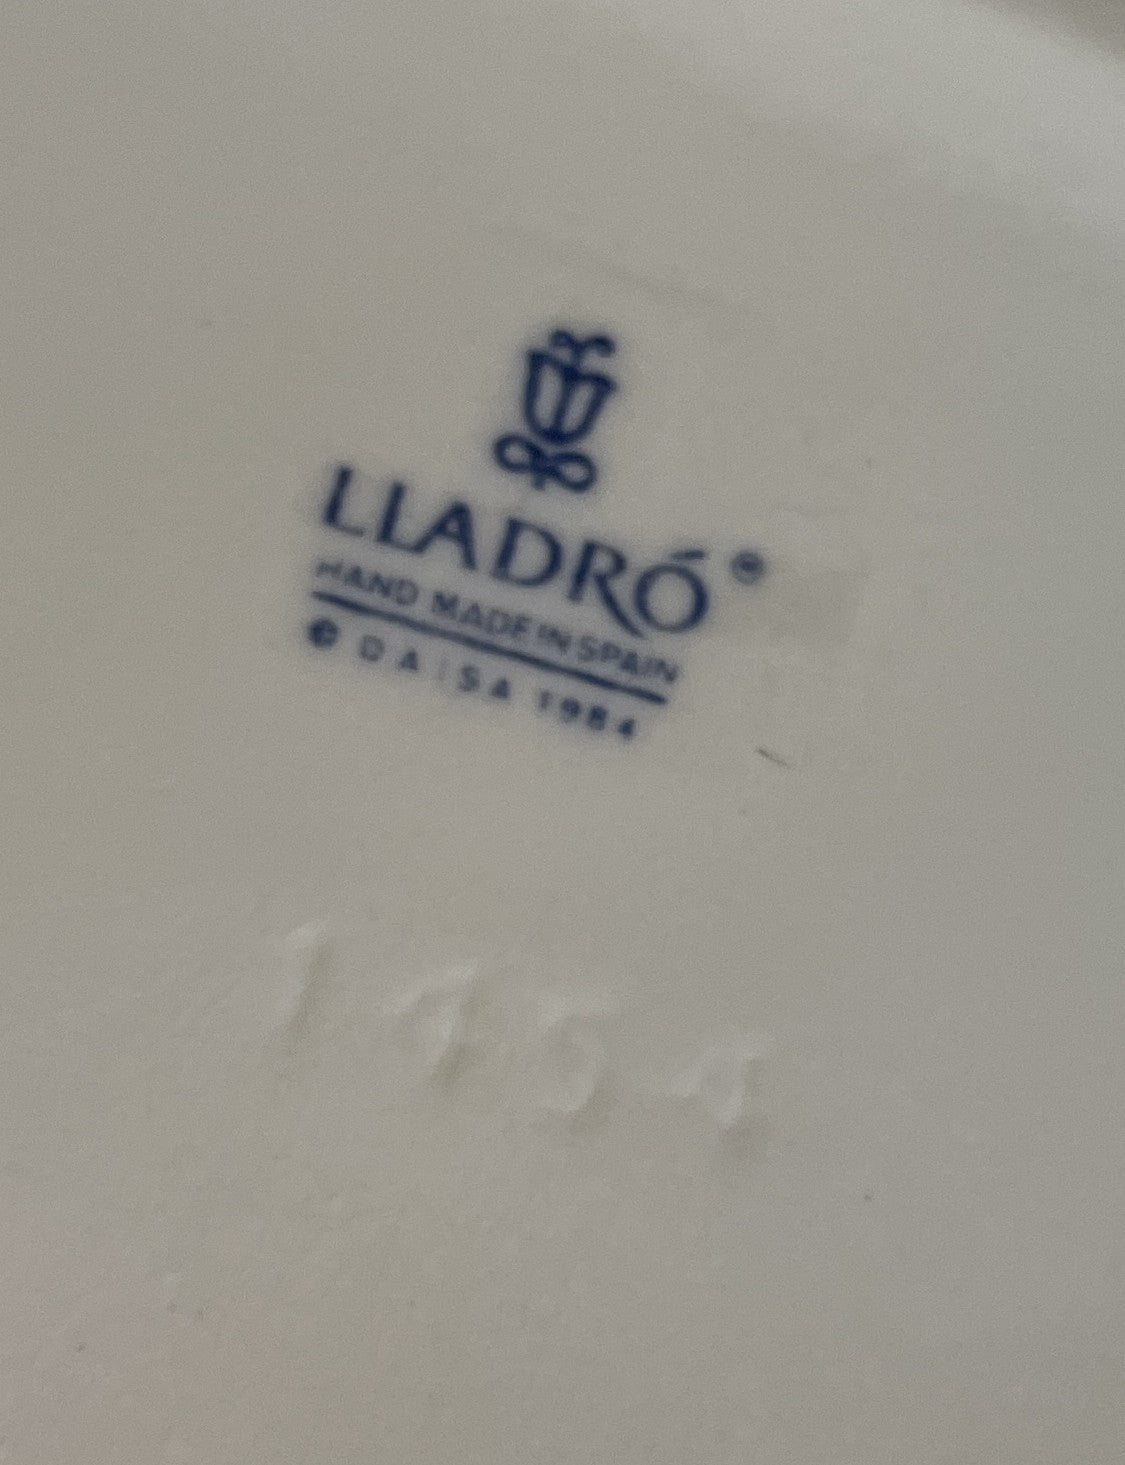 LLADRÓ®
HAND MADE IN SPAIN
© DAISA 1984